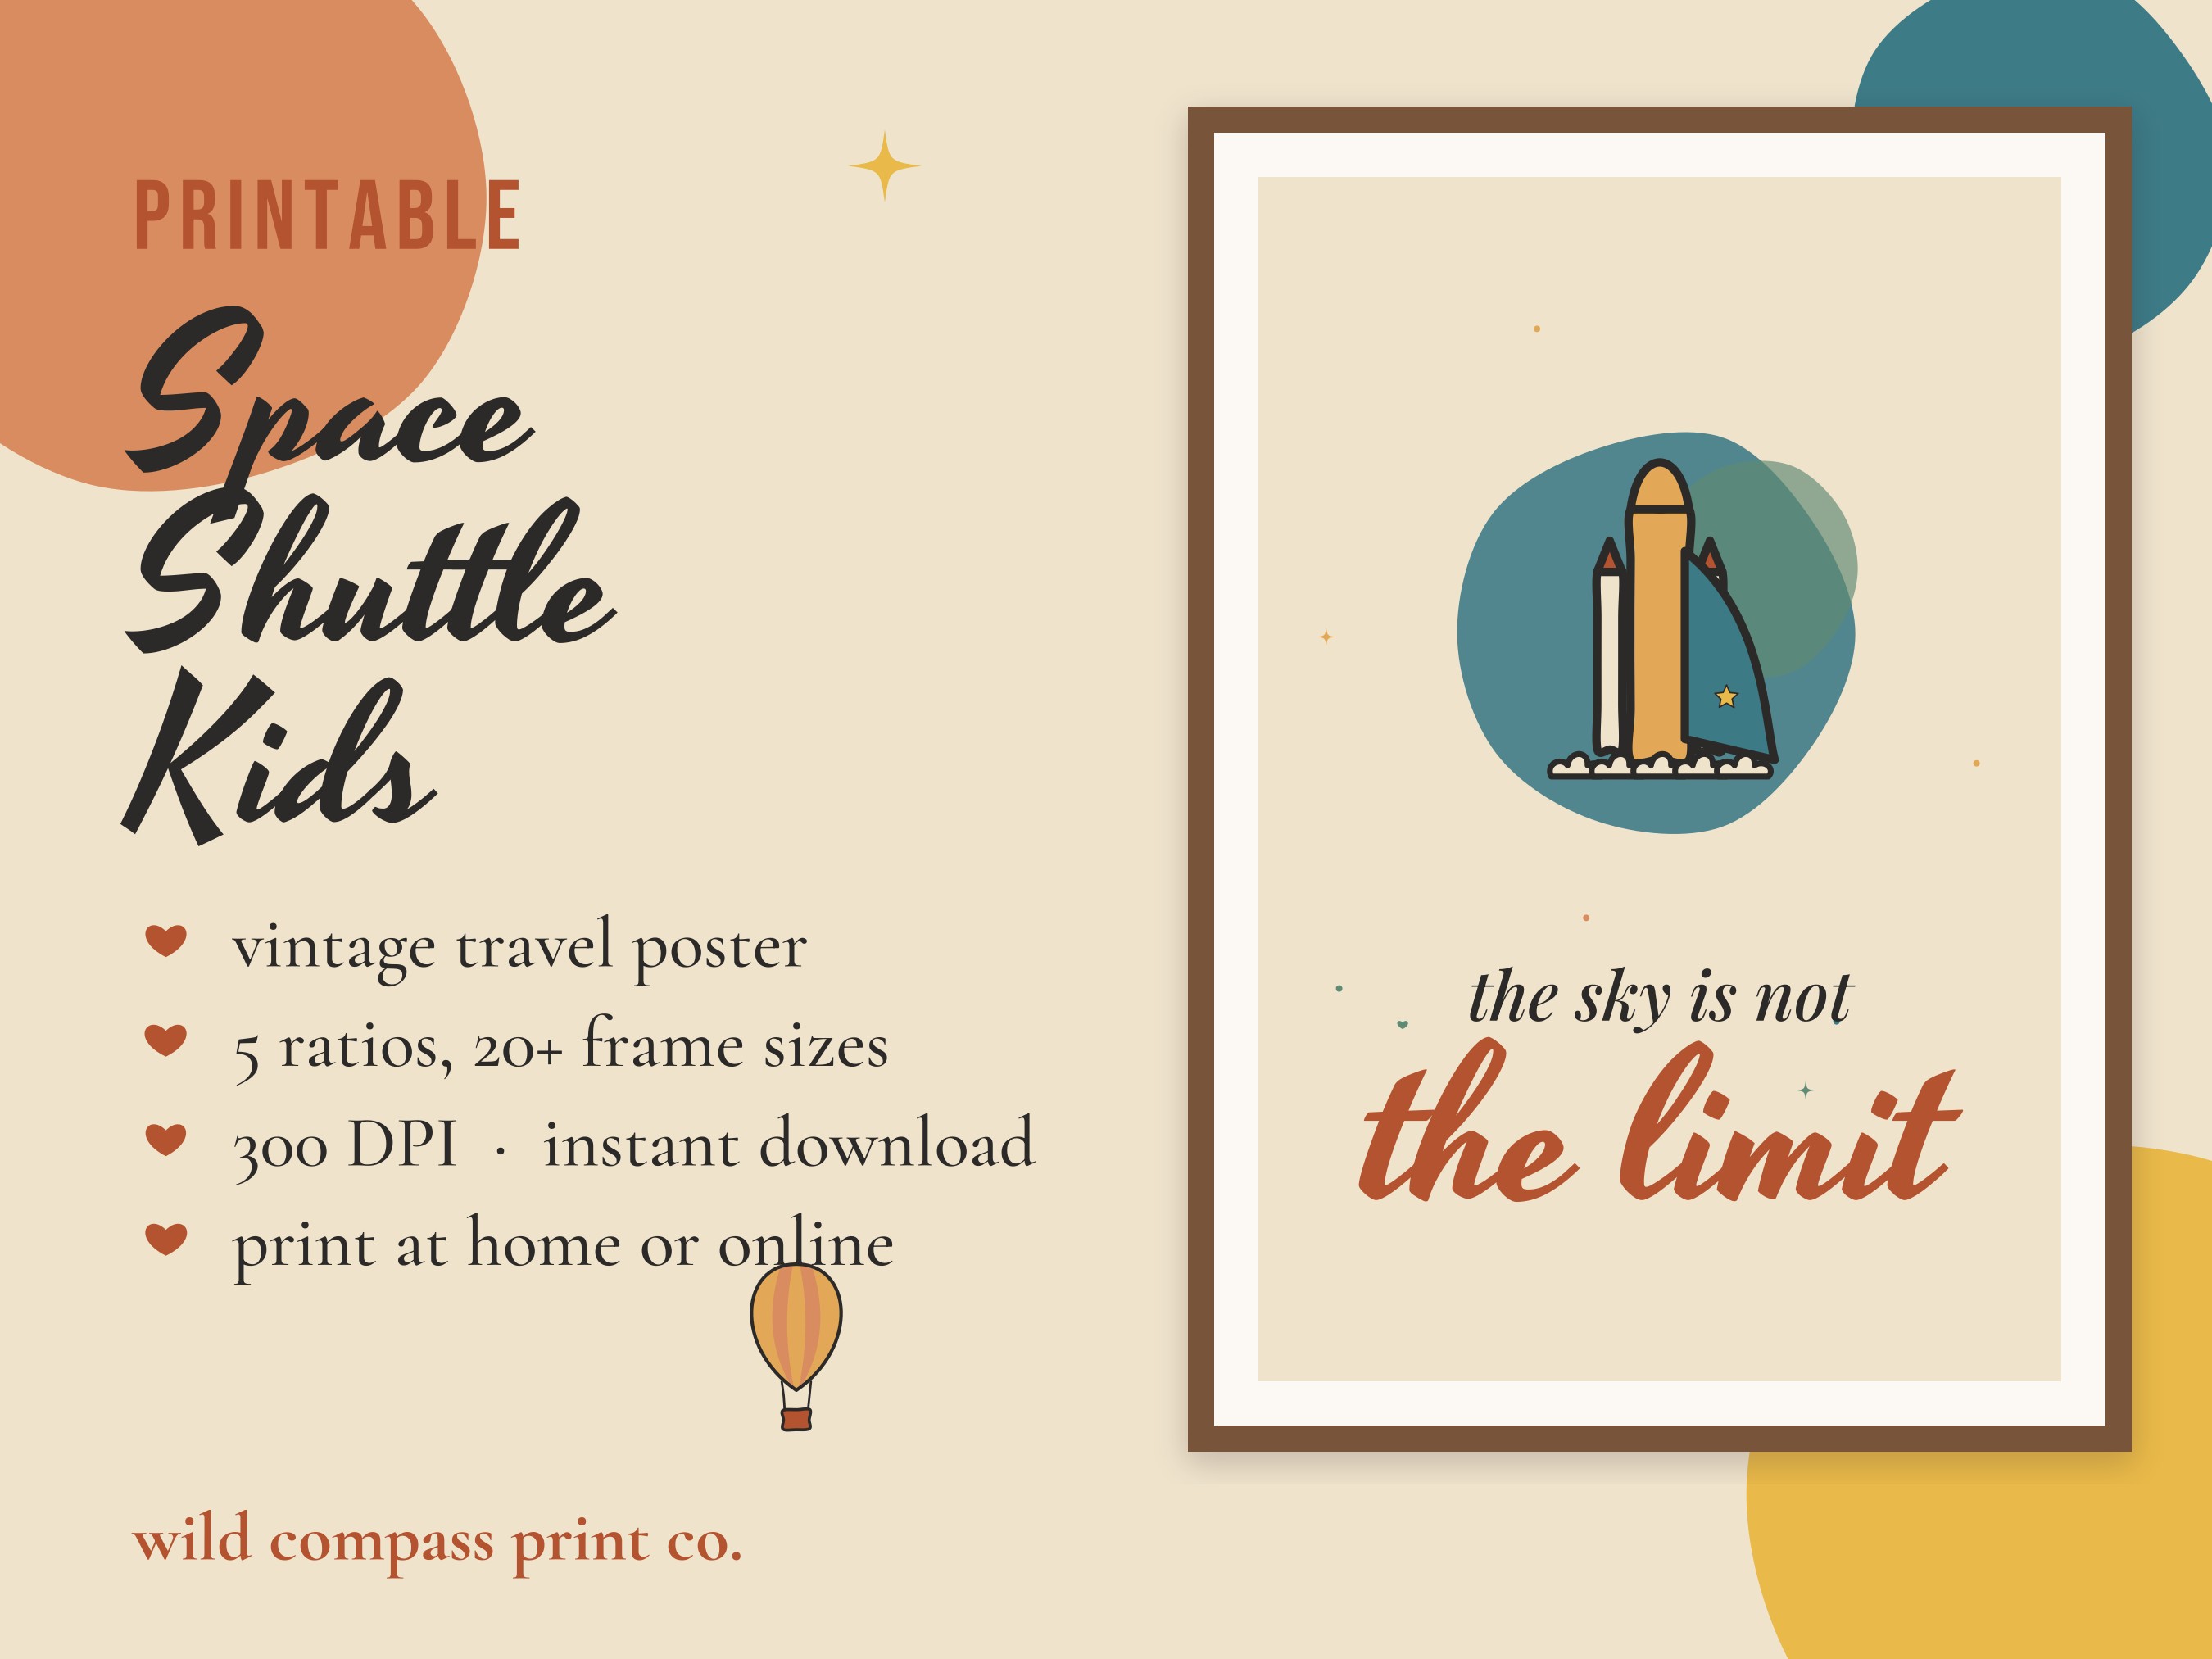 PRINTABLE
Space
Shuttle
Kids
vintage travel poster
5 ratios, 20+ frame sizes
300 DPI · instant download
print at home or online
wild compass print co.
the sky is not
the limit